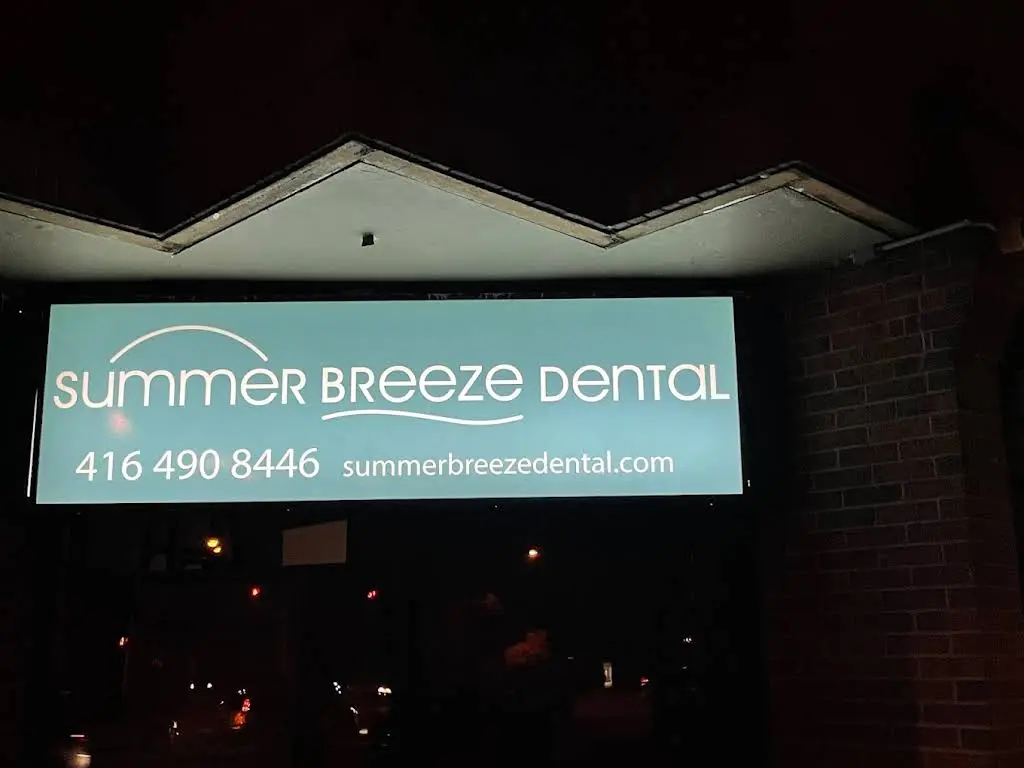 summer Breeze Dental
416 490 8446 summerbreezedental.com